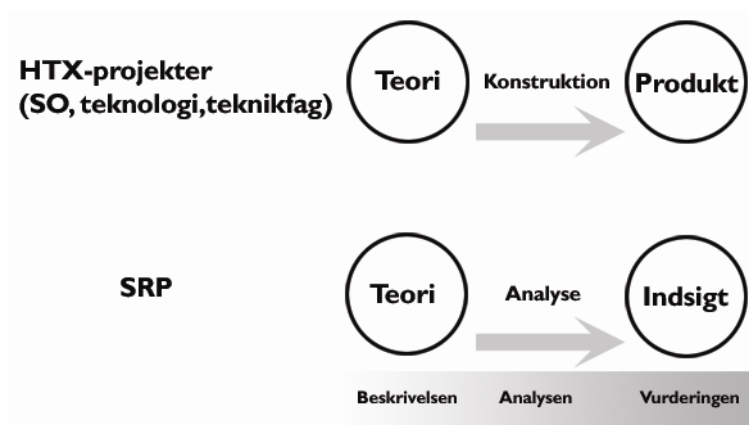 HTX-projekter
(SO, teknologi,teknikfag)
Teori
Konstruktion
Produkt
SRP
Teori
Analyse
Indsigt
Beskrivelsen
Analysen
Vurderingen